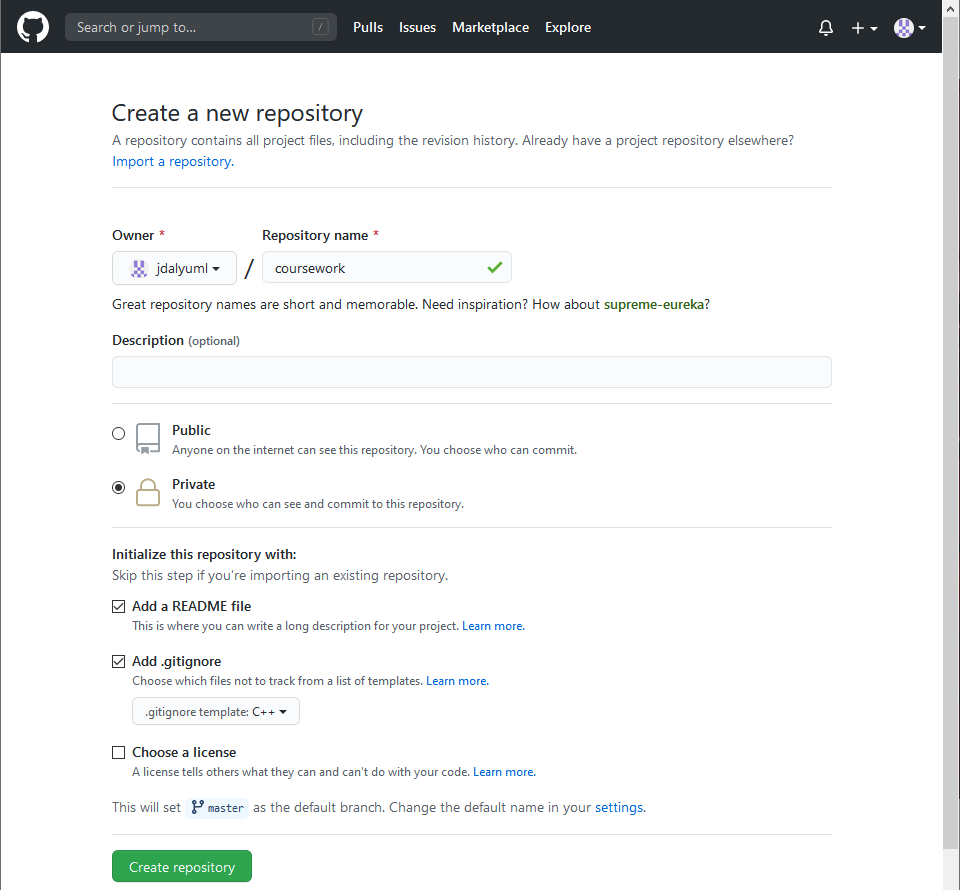 Search or jump to... / Pulls Issues Marketplace Explore
Create a new repository
A repository contains all project files, including the revision history. Already have a project repository elsewhere?
Import a repository.
Owner * Repository name *
jdalyuml / coursework
Great repository names are short and memorable. Need inspiration? How about supreme-eureka?
Description (optional)
Public
Anyone on the internet can see this repository. You choose who can commit.
Private
You choose who can see and commit to this repository.
Initialize this repository with:
Skip this step if you're importing an existing repository.
Add a README file
This is where you can write a long description for your project. Learn more.
Add .gitignore
Choose which files not to track from a list of templates. Learn more.
.gitignore template: C++
Choose a license
A license tells others what they can and can't do with your code. Learn more.
This will set master as the default branch. Change the default name in your settings.
Create repository